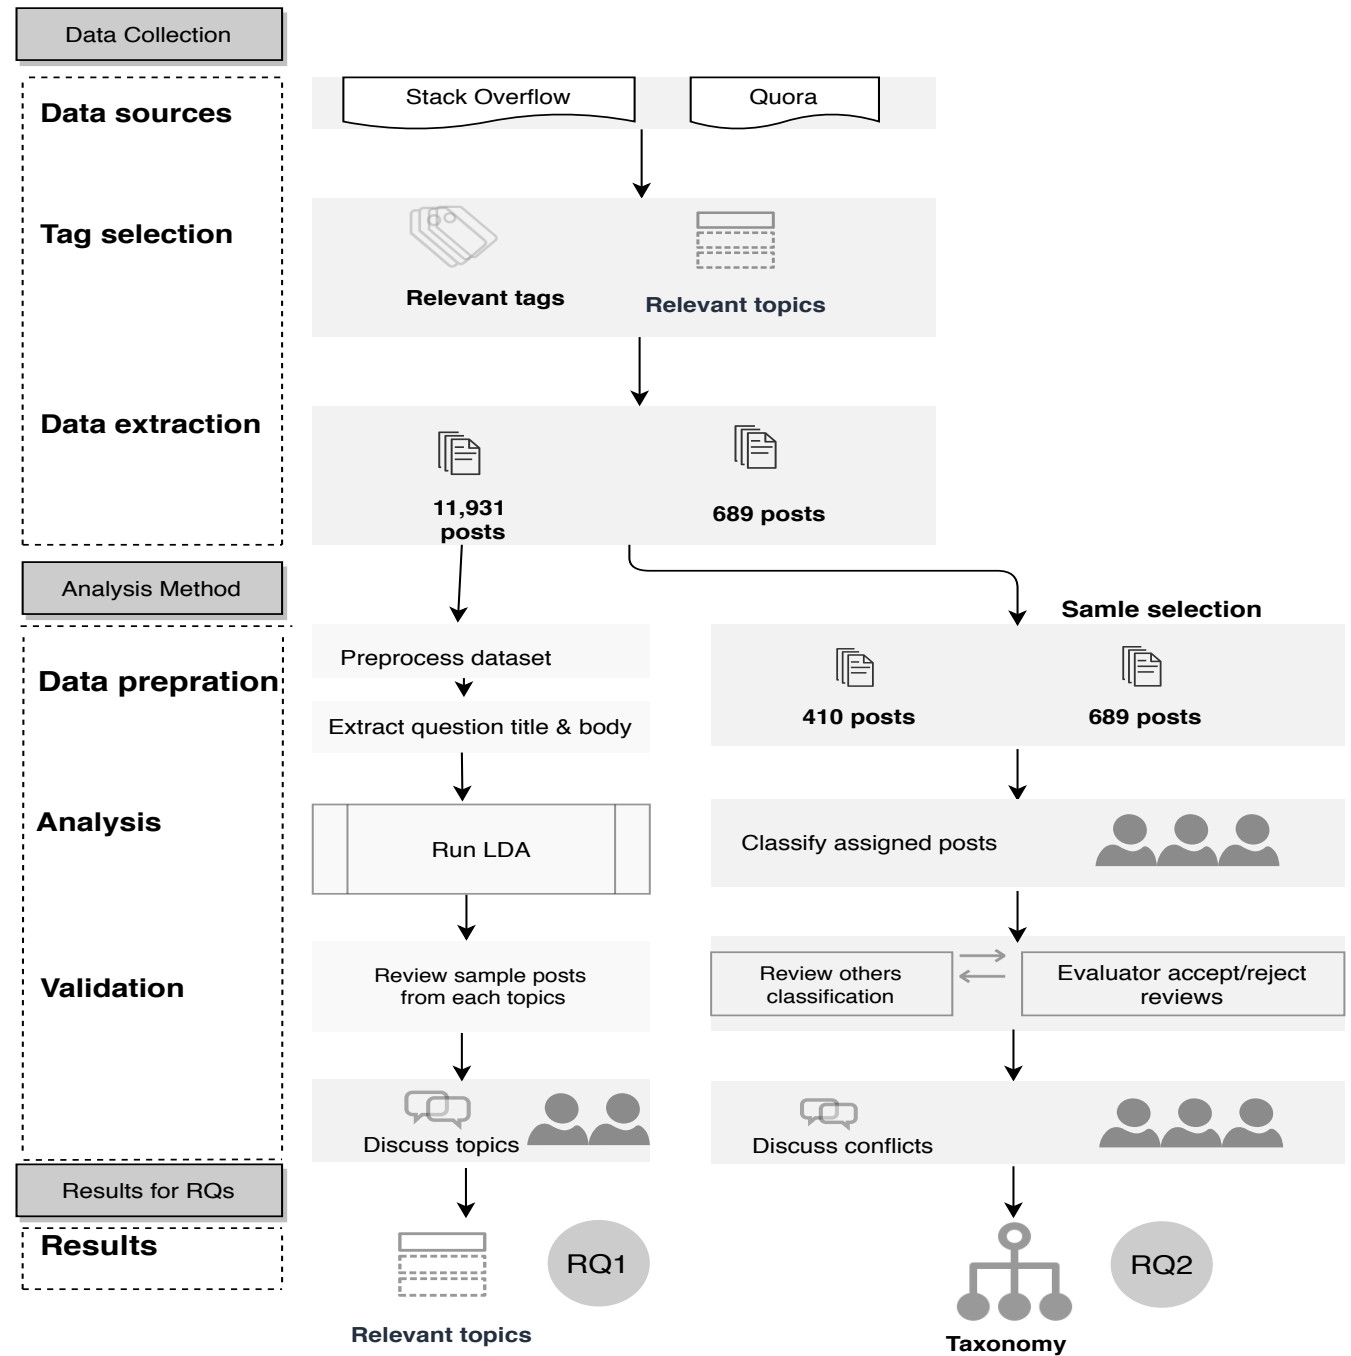 Data Collection
Data sources
Stack Overflow
Quora
Tag selection
Relevant tags
Relevant topics
Data extraction
11,931
posts
689 posts
Analysis Method
Samle selection
Data prepration
Preprocess dataset
Extract question title & body
410 posts
689 posts
Analysis
Run LDA
Classify assigned posts
Validation
Review sample posts
from each topics
Review others
classification
Evaluator accept/reject
reviews
Discuss topics
Discuss conflicts
Results for RQs
Results
RQ1
Relevant topics
RQ2
Taxonomy